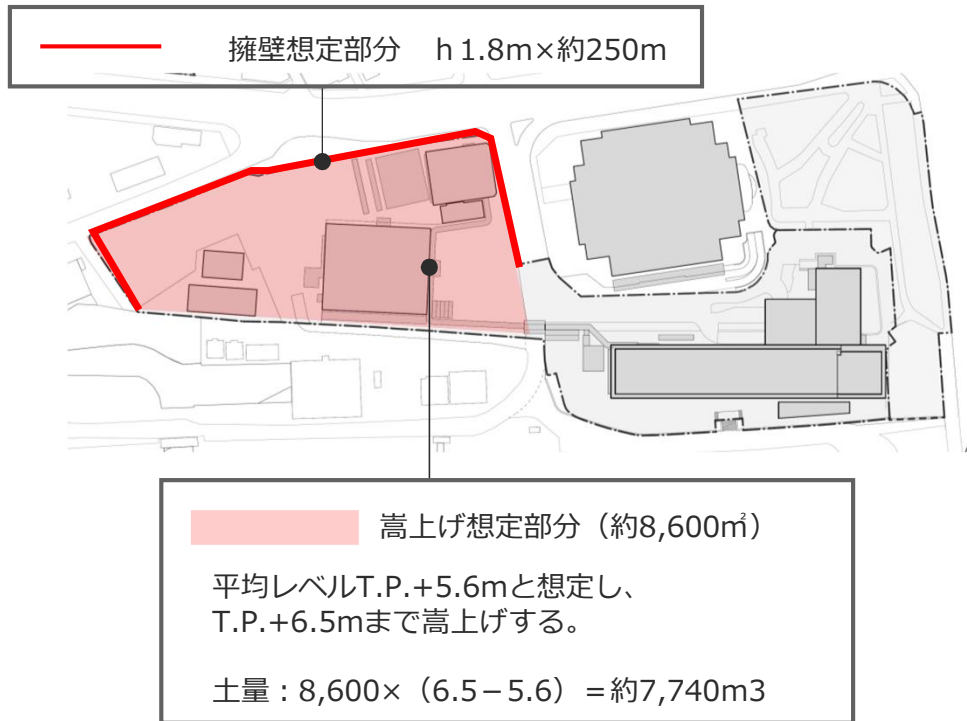 擁壁想定部分　h 1.8m×約250m
嵩上げ想定部分（約8,600㎡）
平均レベルT.P.+5.6mと想定し、
T.P.+6.5mまで嵩上げする。
土量：8,600×（6.5－5.6）＝約7,740m3